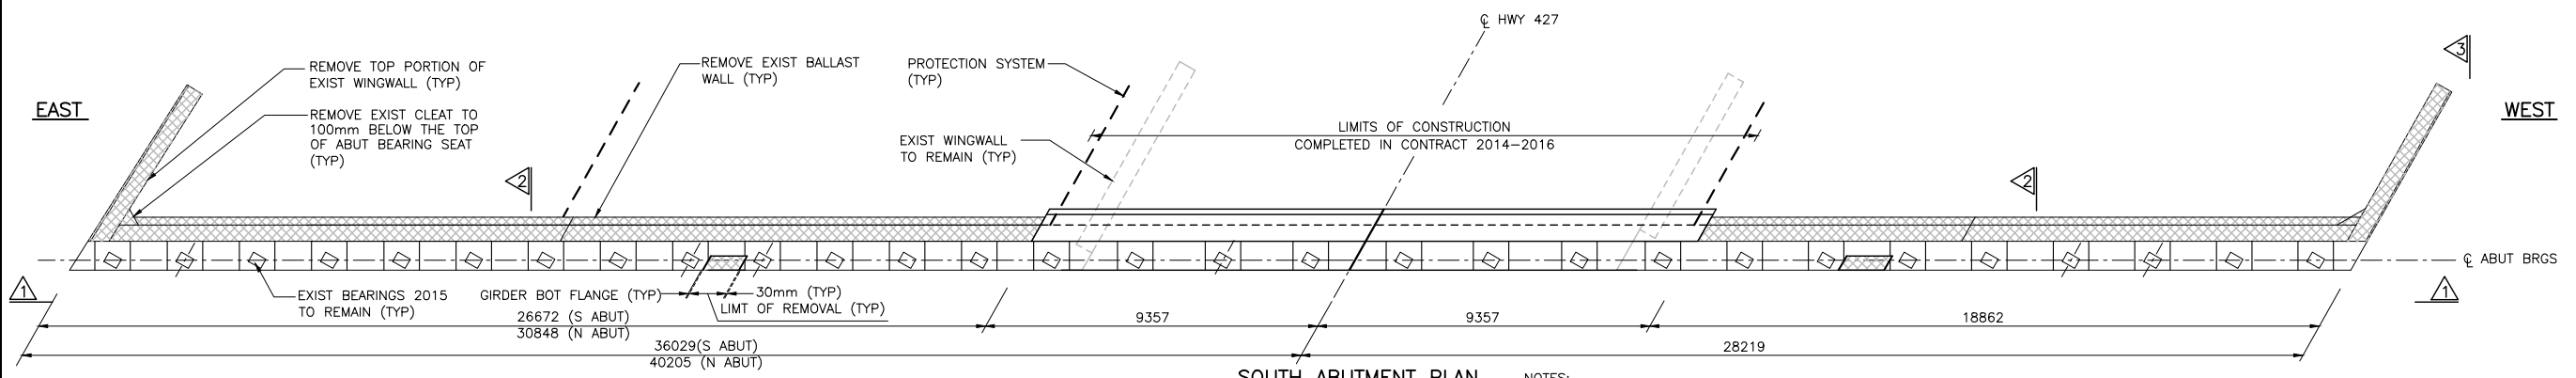 ℄ HWY 427
3
REMOVE TOP PORTION OF
EXIST WINGWALL (TYP)
REMOVE EXIST BALLAST
WALL (TYP)
PROTECTION SYSTEM
(TYP)
EAST
WEST
REMOVE EXIST CLEAT TO
100mm BELOW THE TOP
OF ABUT BEARING SEAT
(TYP)
EXIST WINGWALL
TO REMAIN (TYP)
LIMITS OF CONSTRUCTION
COMPLETED IN CONTRACT 2014-2016
2
2
℄ ABUT BRGS
1
1
EXIST BEARINGS 2015
TO REMAIN (TYP)
GIRDER BOT FLANGE (TYP)
30mm (TYP)
LIMT OF REMOVAL (TYP)
26672 (S ABUT)
30848 (N ABUT)
9357
9357
18862
36029(S ABUT)
40205 (N ABUT)
28219
SOUTH ABUTMENT PLAN
NOTES: